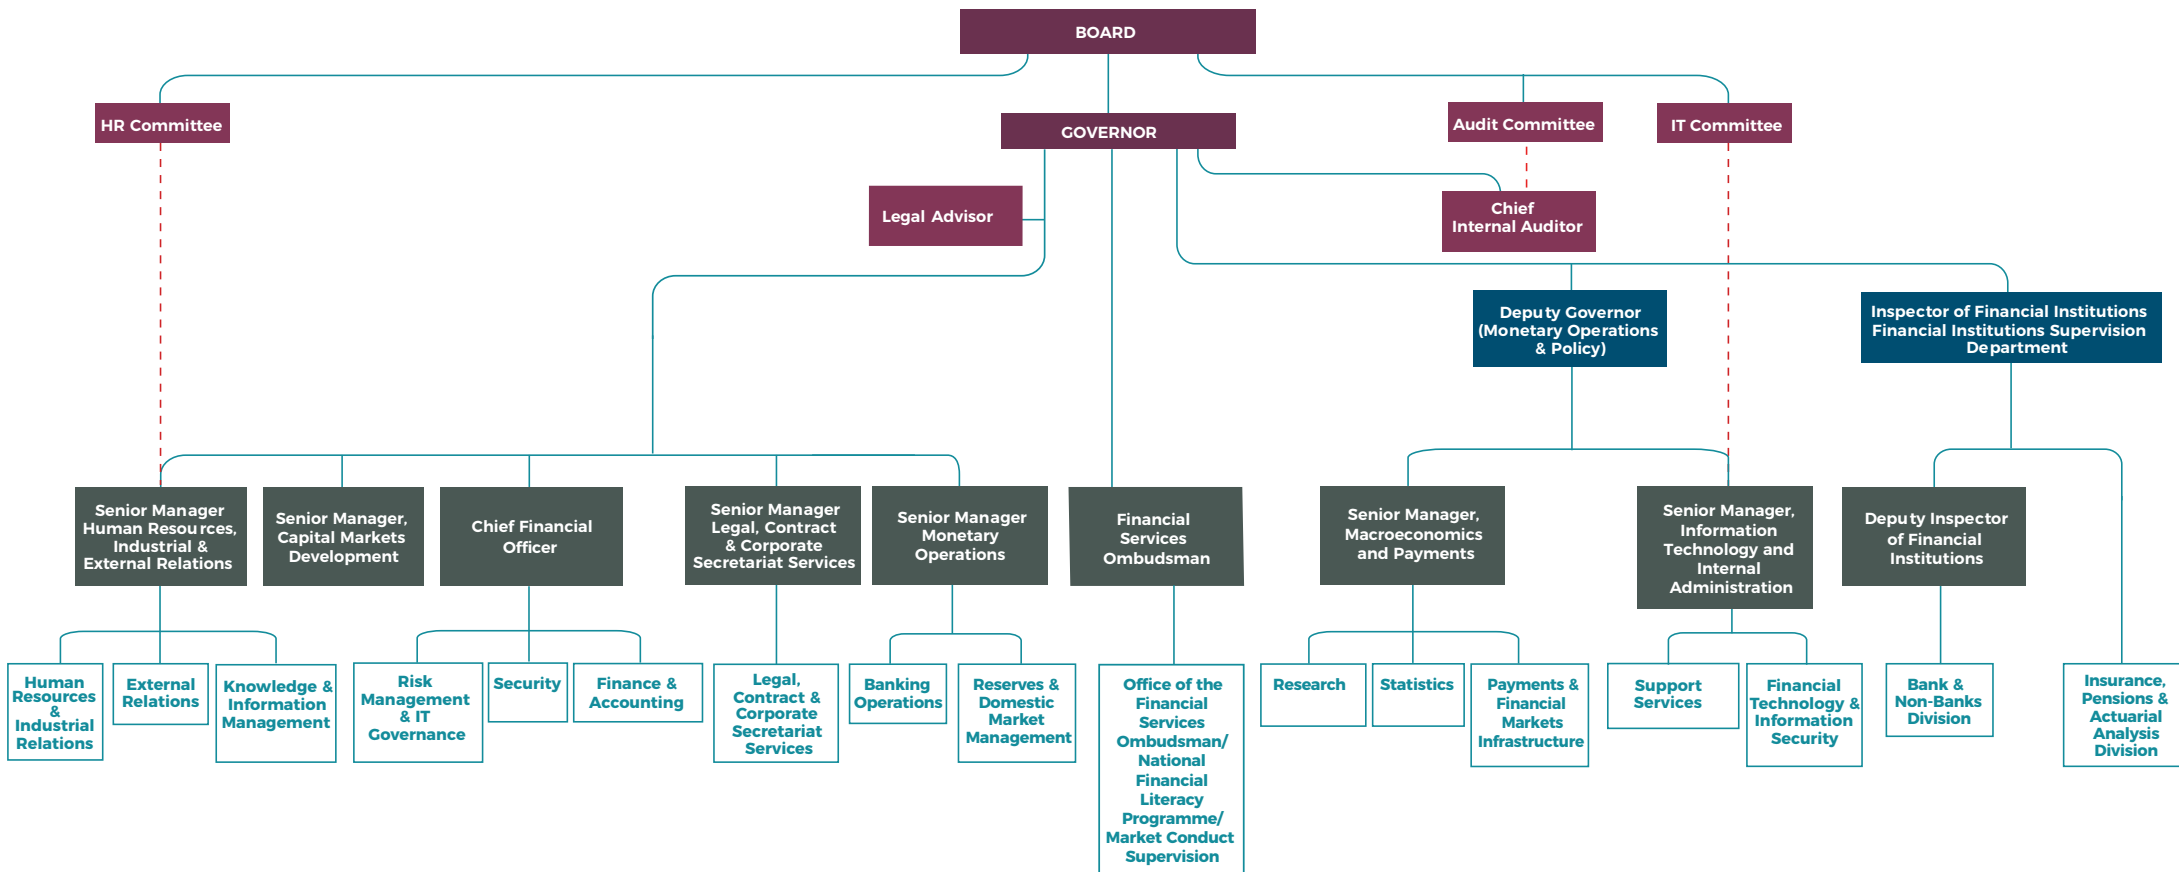 BOARD
HR Committee
GOVERNOR
Audit Committee
IT Committee
Legal Advisor
Chief
Internal Auditor
Deputy Governor
(Monetary Operations
& Policy)
Inspector of Financial Institutions
Financial Institutions Supervision
Department
Senior Manager
Human Resources,
Industrial &
External Relations
Senior Manager,
Capital Markets
Development
Chief Financial
Officer
Senior Manager
Legal, Contract
& Corporate
Secretariat Services
Senior Manager
Monetary
Operations
Financial
Services
Ombudsman
Senior Manager,
Macroeconomics
and Payments
Senior Manager,
Information
Technology and
Internal
Administration
Deputy Inspector
of Financial
Institutions
Human
Resources
&
Industrial
Relations
External
Relations
Knowledge &
Information
Management
Risk
Management
& IT
Governance
Security
Finance &
Accounting
Legal,
Contract &
Corporate
Secretariat
Services
Banking
Operations
Reserves &
Domestic
Market
Management
Office of the
Financial
Services
Ombudsman/
National
Financial
Literacy
Programme/
Market Conduct
Supervision
Research
Statistics
Payments &
Financial
Markets
Infrastructure
Support
Services
Financial
Technology &
Information
Security
Bank &
Non-Banks
Division
Insurance,
Pensions &
Actuarial
Analysis
Division